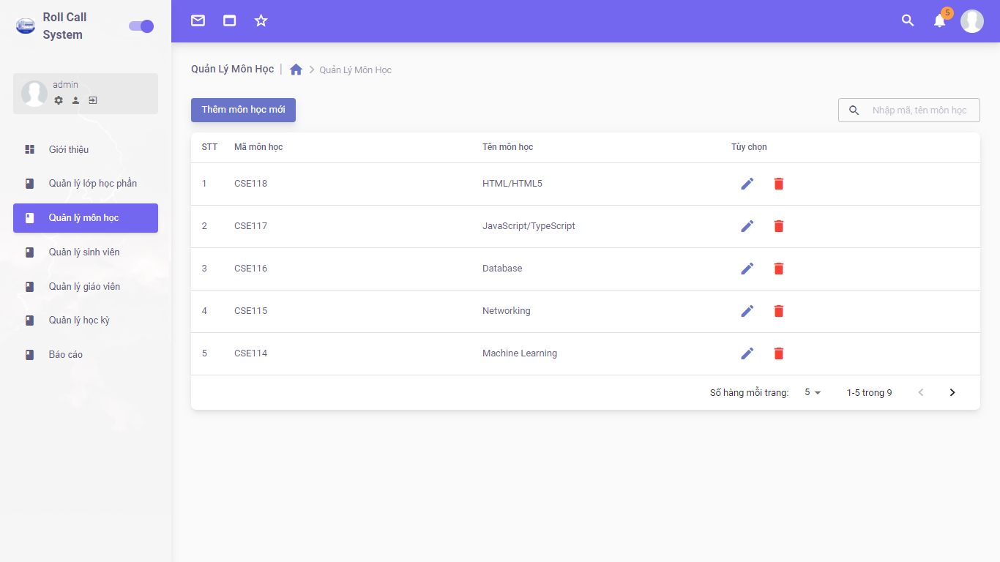 Roll Call
System
5
admin
Giới thiệu
Quản lý lớp học phần
Quản lý môn học
Quản lý sinh viên
Quản lý giáo viên
Quản lý học kỳ
Báo cáo
Quản Lý Môn Học | Quản Lý Môn Học
Thêm môn học mới
Nhập mã, tên môn học
STT Mã môn học Tên môn học Tùy chọn
1 CSE118 HTML/HTML5
2 CSE117 JavaScript/TypeScript
3 CSE116 Database
4 CSE115 Networking
5 CSE114 Machine Learning
Số hàng mỗi trang: 5 1-5 trong 9